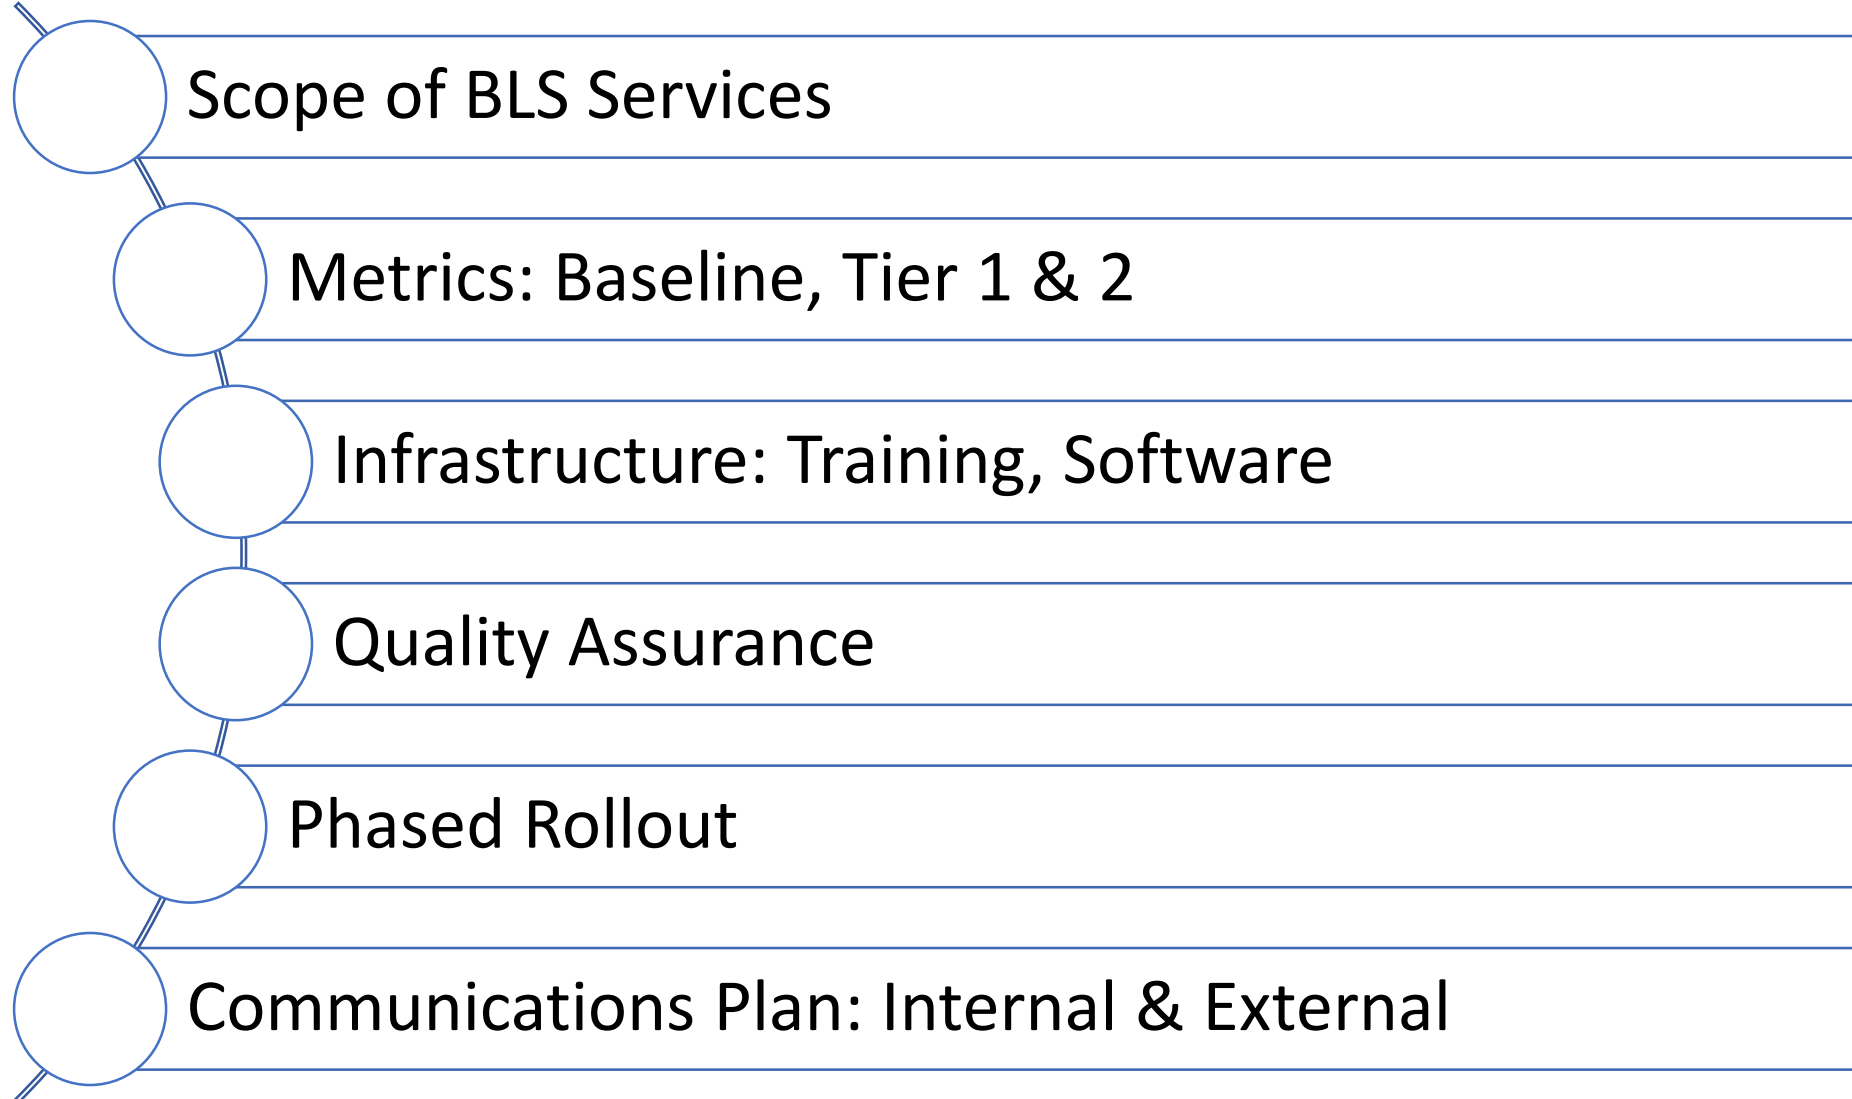 Scope of BLS Services
Metrics: Baseline, Tier 1 & 2
Infrastructure: Training, Software
Quality Assurance
Phased Rollout
Communications Plan: Internal & External